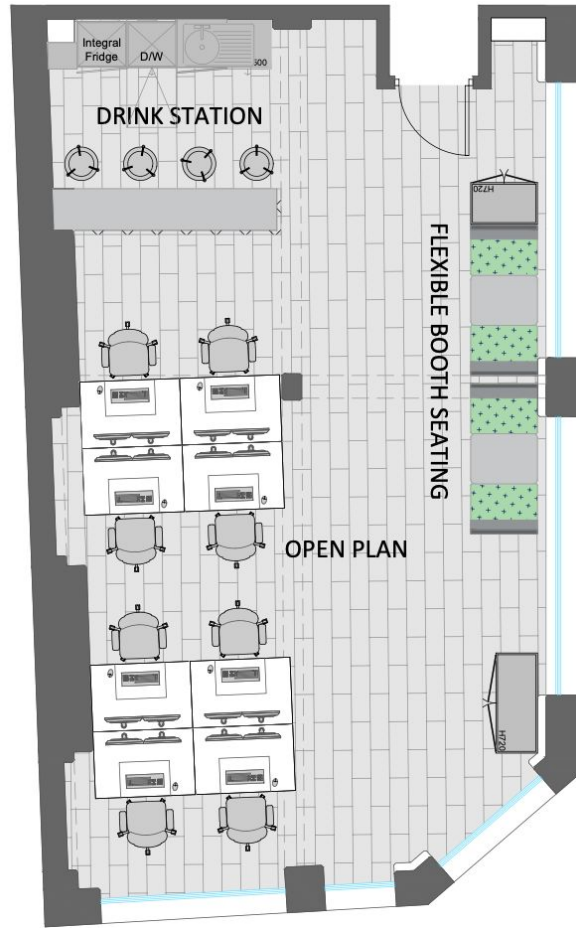 Integral
Fridge
D/W
600
DRINK STATION
H720
FLEXIBLE BOOTH SEATING
OPEN PLAN
H720